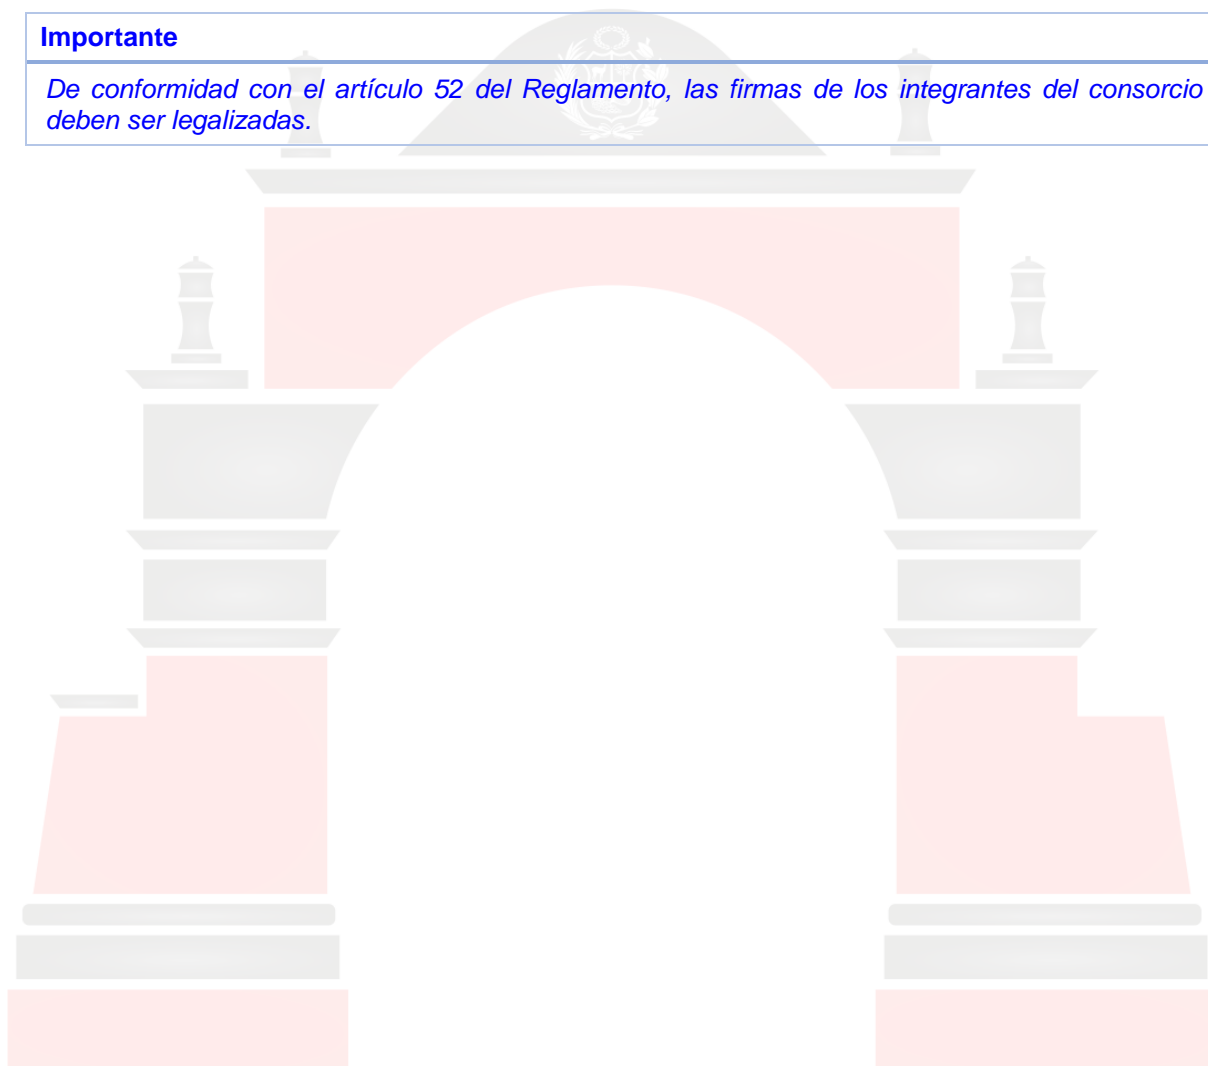 Importante
De conformidad con el artículo 52 del Reglamento, las firmas de los integrantes del consorcio
deben ser legalizadas.